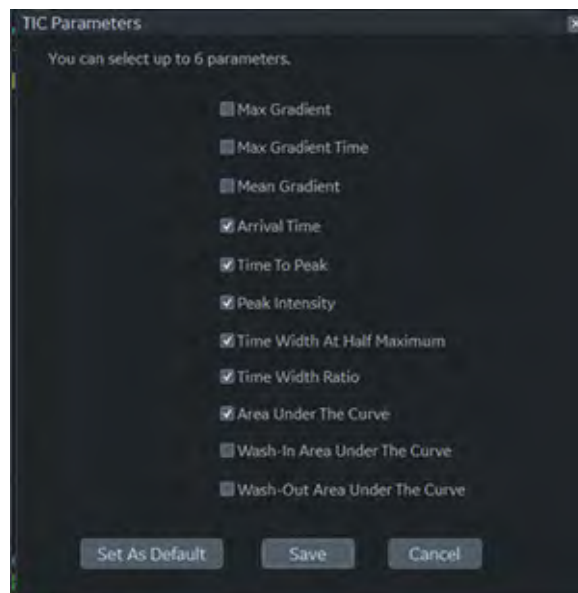 TIC Parameters
You can select up to 6 parameters.
Max Gradient
Max Gradient Time
Mean Gradient
Arrival Time
Time To Peak
Peak Intensity
Time Width At Half Maximum
Time Width Ratio
Area Under The Curve
Wash-In Area Under The Curve
Wash-Out Area Under The Curve
Set As Default Save Cancel